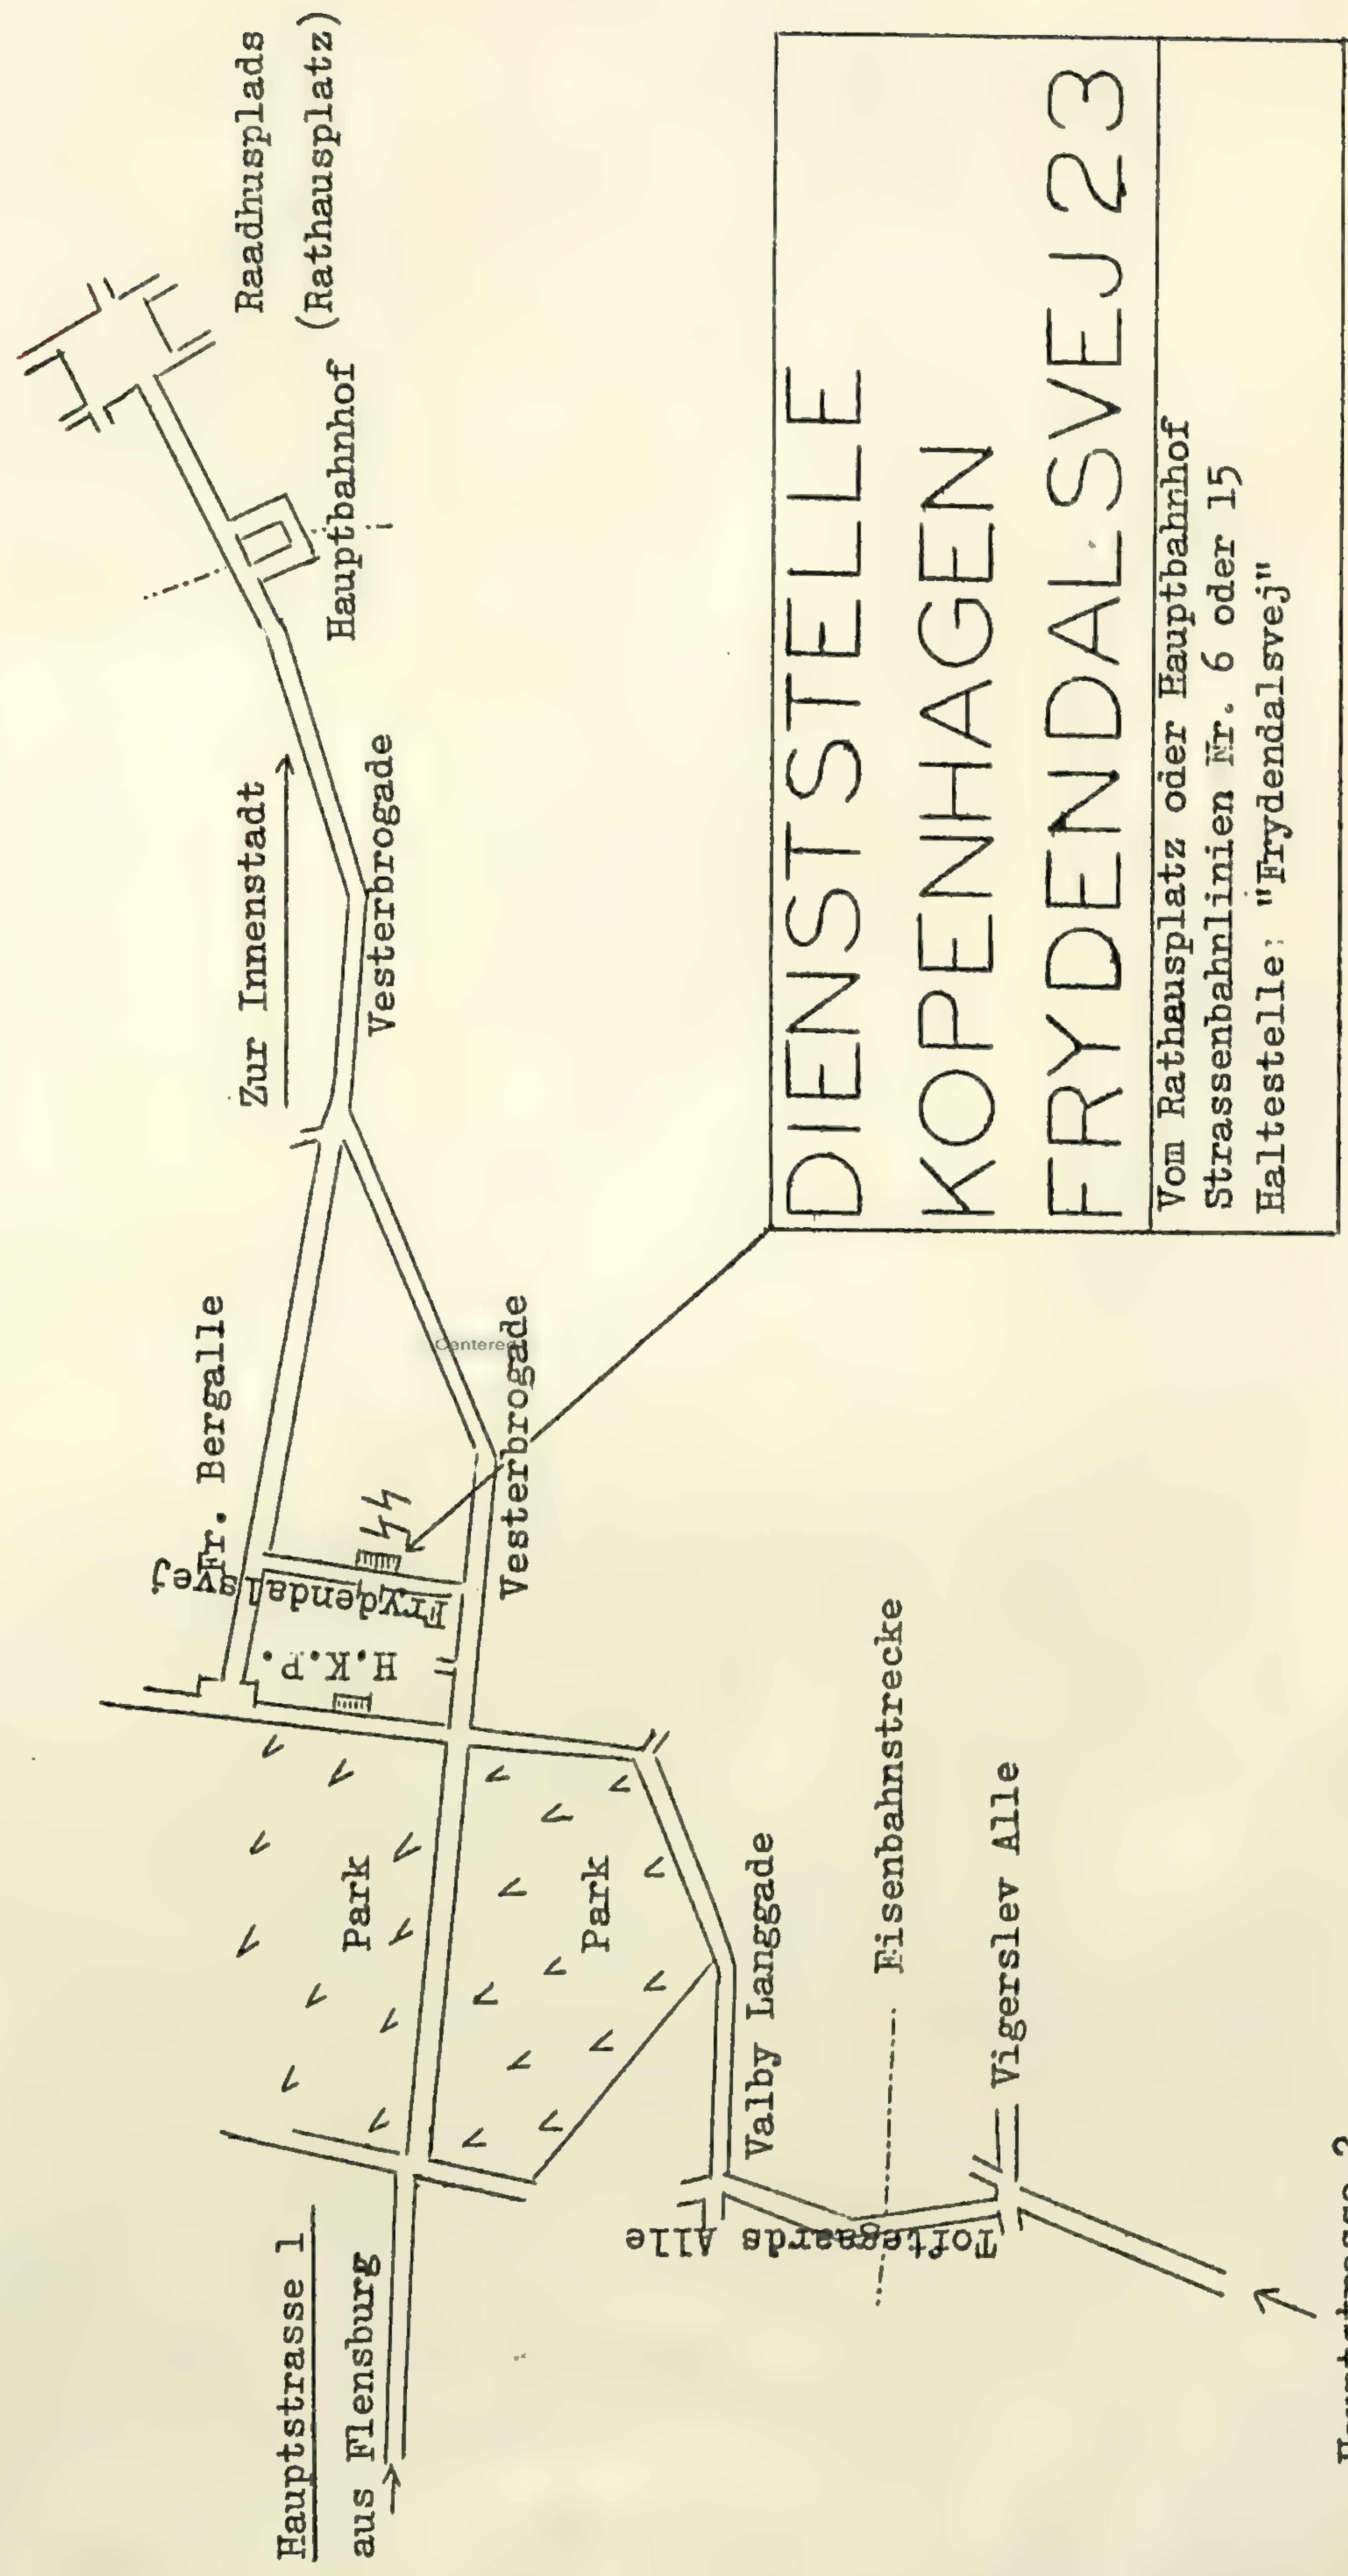 Raadhusplads
(Rathausplatz)
Hauptbahnhof
Zur Innenstadt
Vesterbrogade
Fr. Bergalle
Frydendalsvej
H.K.P.
ᛋᛋ
Vesterbrogade
Centered
Park
Park
Valby Langgade
Eisenbahnstrecke
Vigerslev Alle
Toftegaards Alle
Hauptstrasse 1
aus Flensburg
DIENSTSTELLE
KOPENHAGEN
FRYDENDALSVEJ 23
Vom Rathausplatz oder Hauptbahnhof
Strassenbahnlinien Nr. 6 oder 15
Haltestelle: "Frydendalsvej"